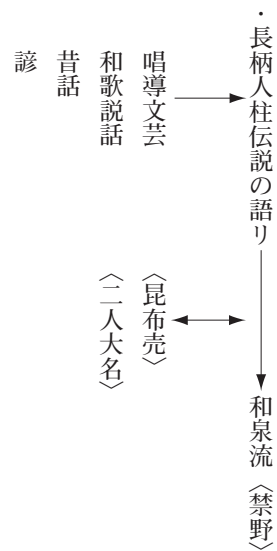 ・長柄人柱伝説の語リ
和泉流〈禁野〉
唱導文芸
和歌説話
昔話
諺
〈昆布売〉
〈二人大名〉